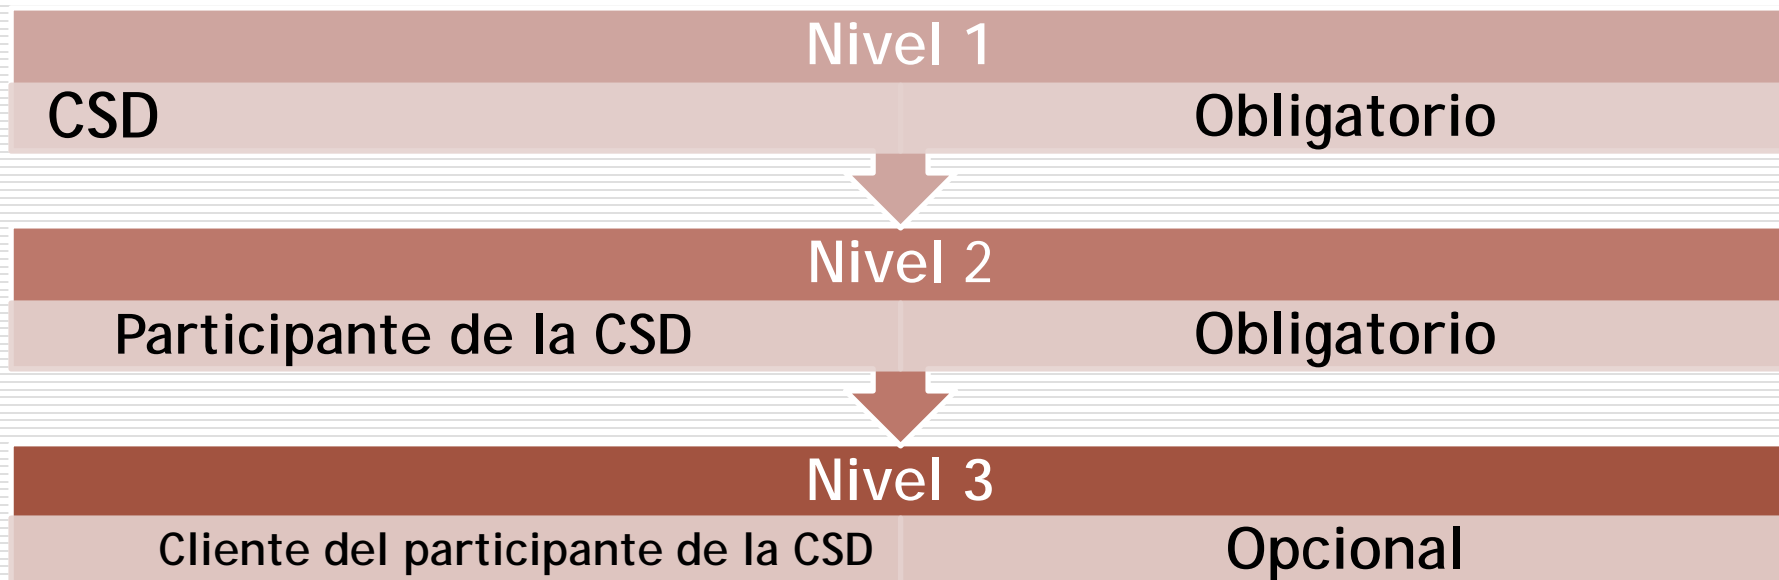 Nivel 1
CSD Obligatorio
Nivel 2
Participante de la CSD Obligatorio
Nivel 3
Cliente del participante de la CSD Opcional